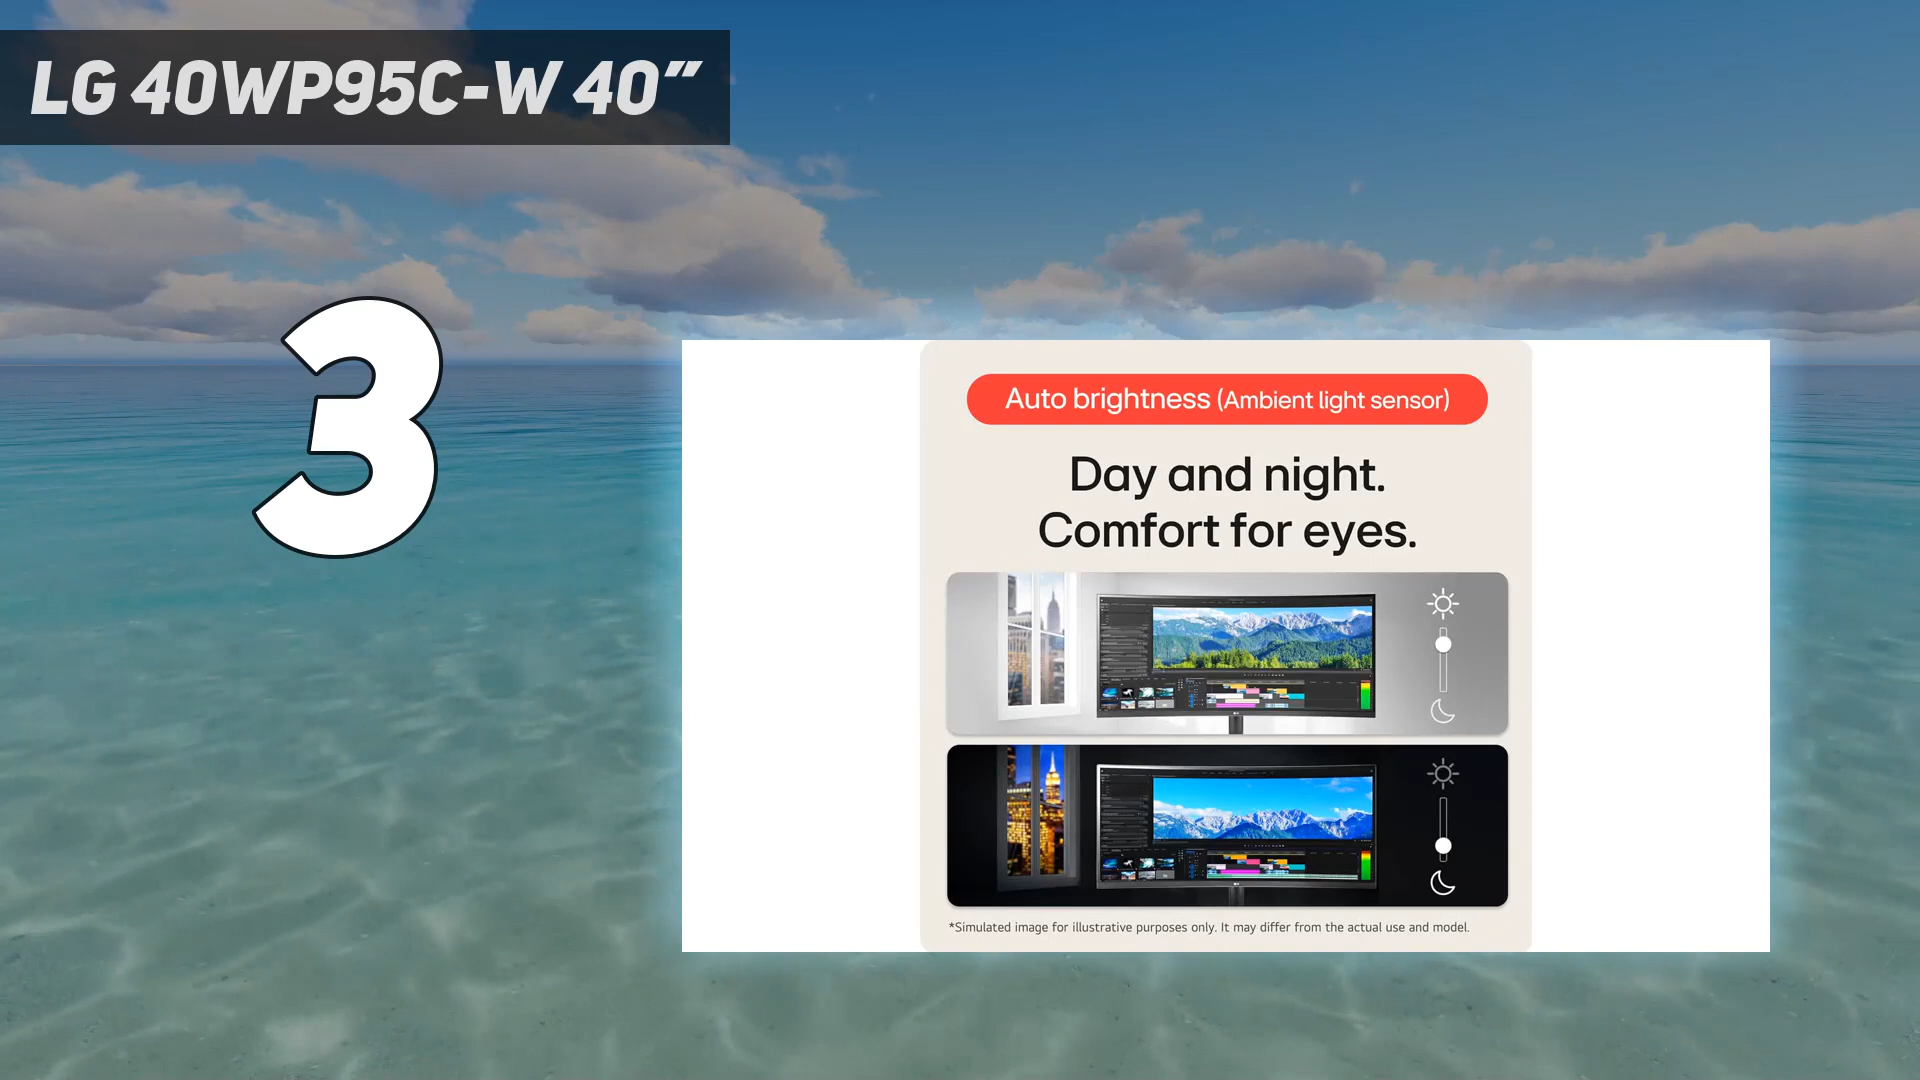 LG 40WP95C-W 40”
3
Auto brightness (Ambient light sensor)
Day and night.
Comfort for eyes.
*Simulated image for illustrative purposes only. It may differ from the actual use and model.